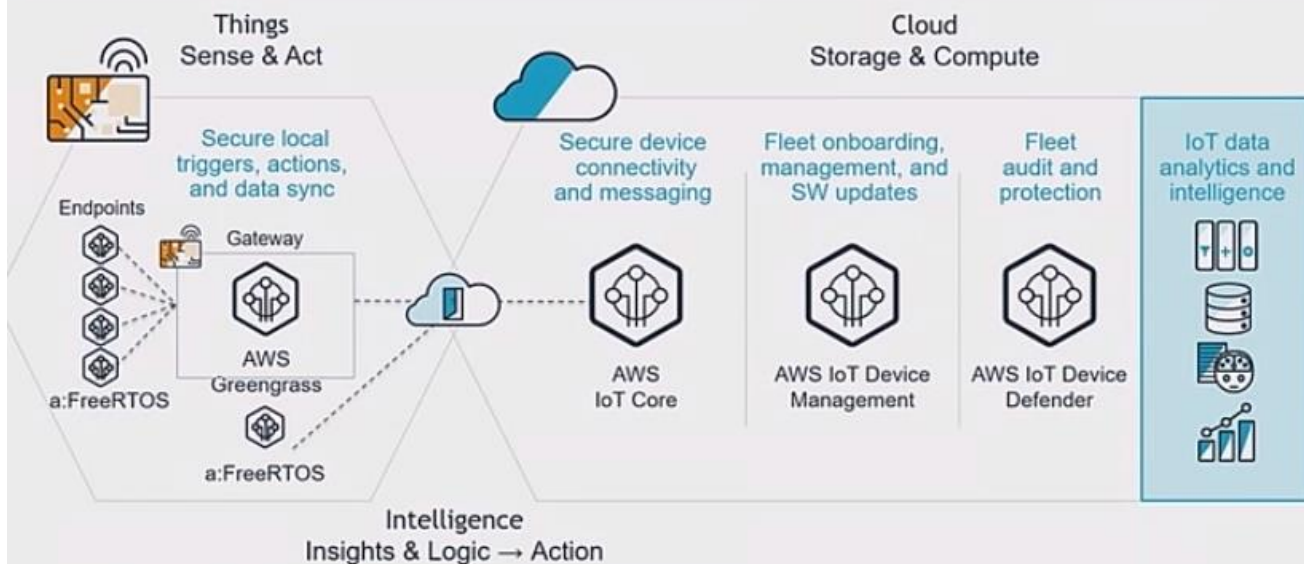 Things
Sense & Act
Cloud
Storage & Compute
Secure local
triggers, actions,
and data sync
Endpoints
a:FreeRTOS
Gateway
AWS
Greengrass
a:FreeRTOS
Secure device
connectivity
and messaging
AWS
IoT Core
Fleet onboarding,
management, and
SW updates
AWS IoT Device
Management
Fleet
audit and
protection
AWS IoT Device
Defender
IoT data
analytics and
intelligence
Intelligence
Insights & Logic → Action